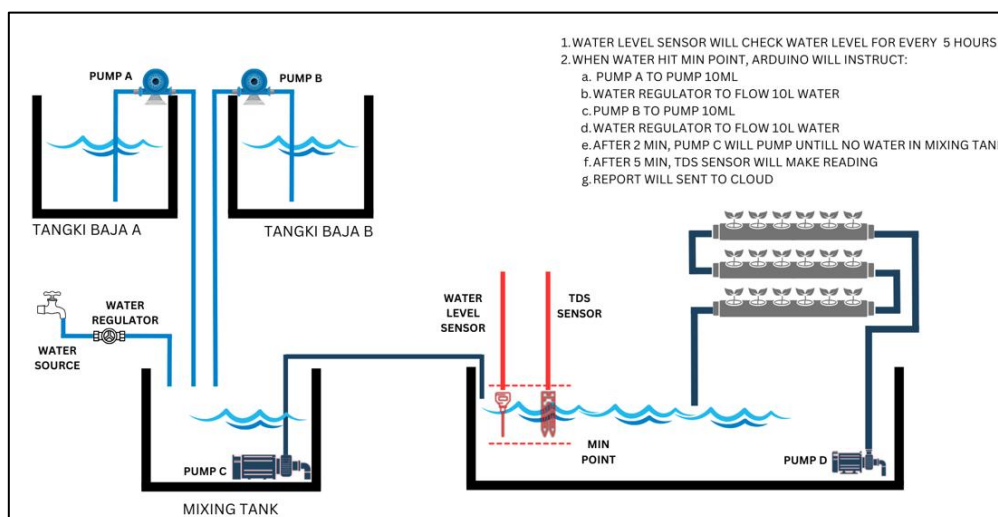 1. WATER LEVEL SENSOR WILL CHECK WATER LEVEL FOR EVERY 5 HOURS
2. WHEN WATER HIT MIN POINT, ARDUINO WILL INSTRUCT:
a. PUMP A TO PUMP 10ML
b. WATER REGULATOR TO FLOW 10L WATER
c. PUMP B TO PUMP 10ML
d. WATER REGULATOR TO FLOW 10L WATER
e. AFTER 2 MIN, PUMP C WILL PUMP UNTILL NO WATER IN MIXING TANK
f. AFTER 5 MIN, TDS SENSOR WILL MAKE READING
g. REPORT WILL SENT TO CLOUD
PUMP A
PUMP B
TANGKI BAJA A
TANGKI BAJA B
WATER
REGULATOR
WATER
SOURCE
WATER
LEVEL
SENSOR
TDS
SENSOR
MIN
POINT
PUMP C
PUMP D
MIXING TANK